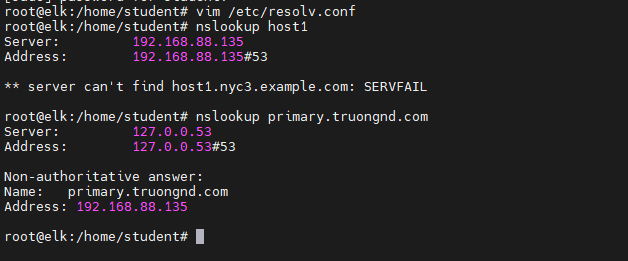 root@elk:/home/student# vim /etc/resolv.conf
root@elk:/home/student# nslookup host1
Server: 192.168.88.135
Address: 192.168.88.135#53
** server can't find host1.nyc3.example.com: SERVFAIL
root@elk:/home/student# nslookup primary.truongnd.com
Server: 127.0.0.53
Address: 127.0.0.53#53
Non-authoritative answer:
Name: primary.truongnd.com
Address: 192.168.88.135
root@elk:/home/student#